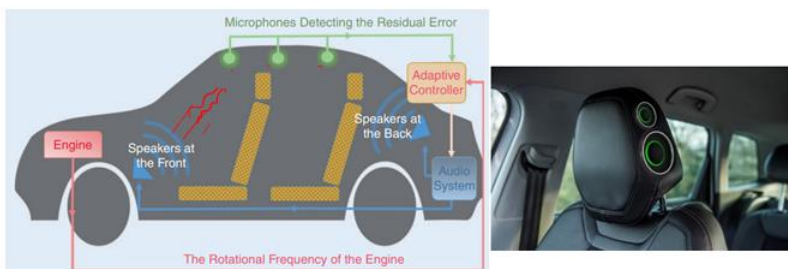 Microphones Detecting the Residual Error
Adaptive
Controller
Speakers at
the Back
Engine
Speakers at
the Front
Audio
System
The Rotational Frequency of the Engine